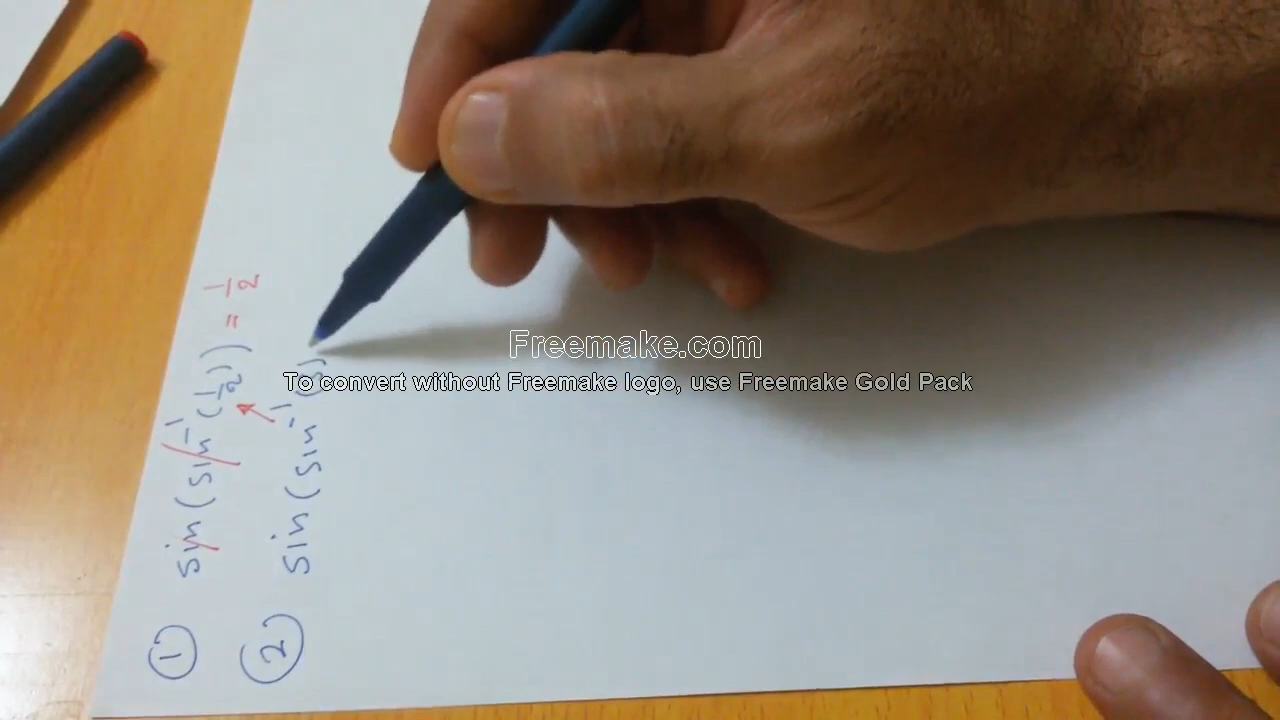 ① sin(sin⁻¹(1/2)) = 1/2
② sin(sin⁻¹(
Freemake.com
To convert without Freemake logo, use Freemake Gold Pack